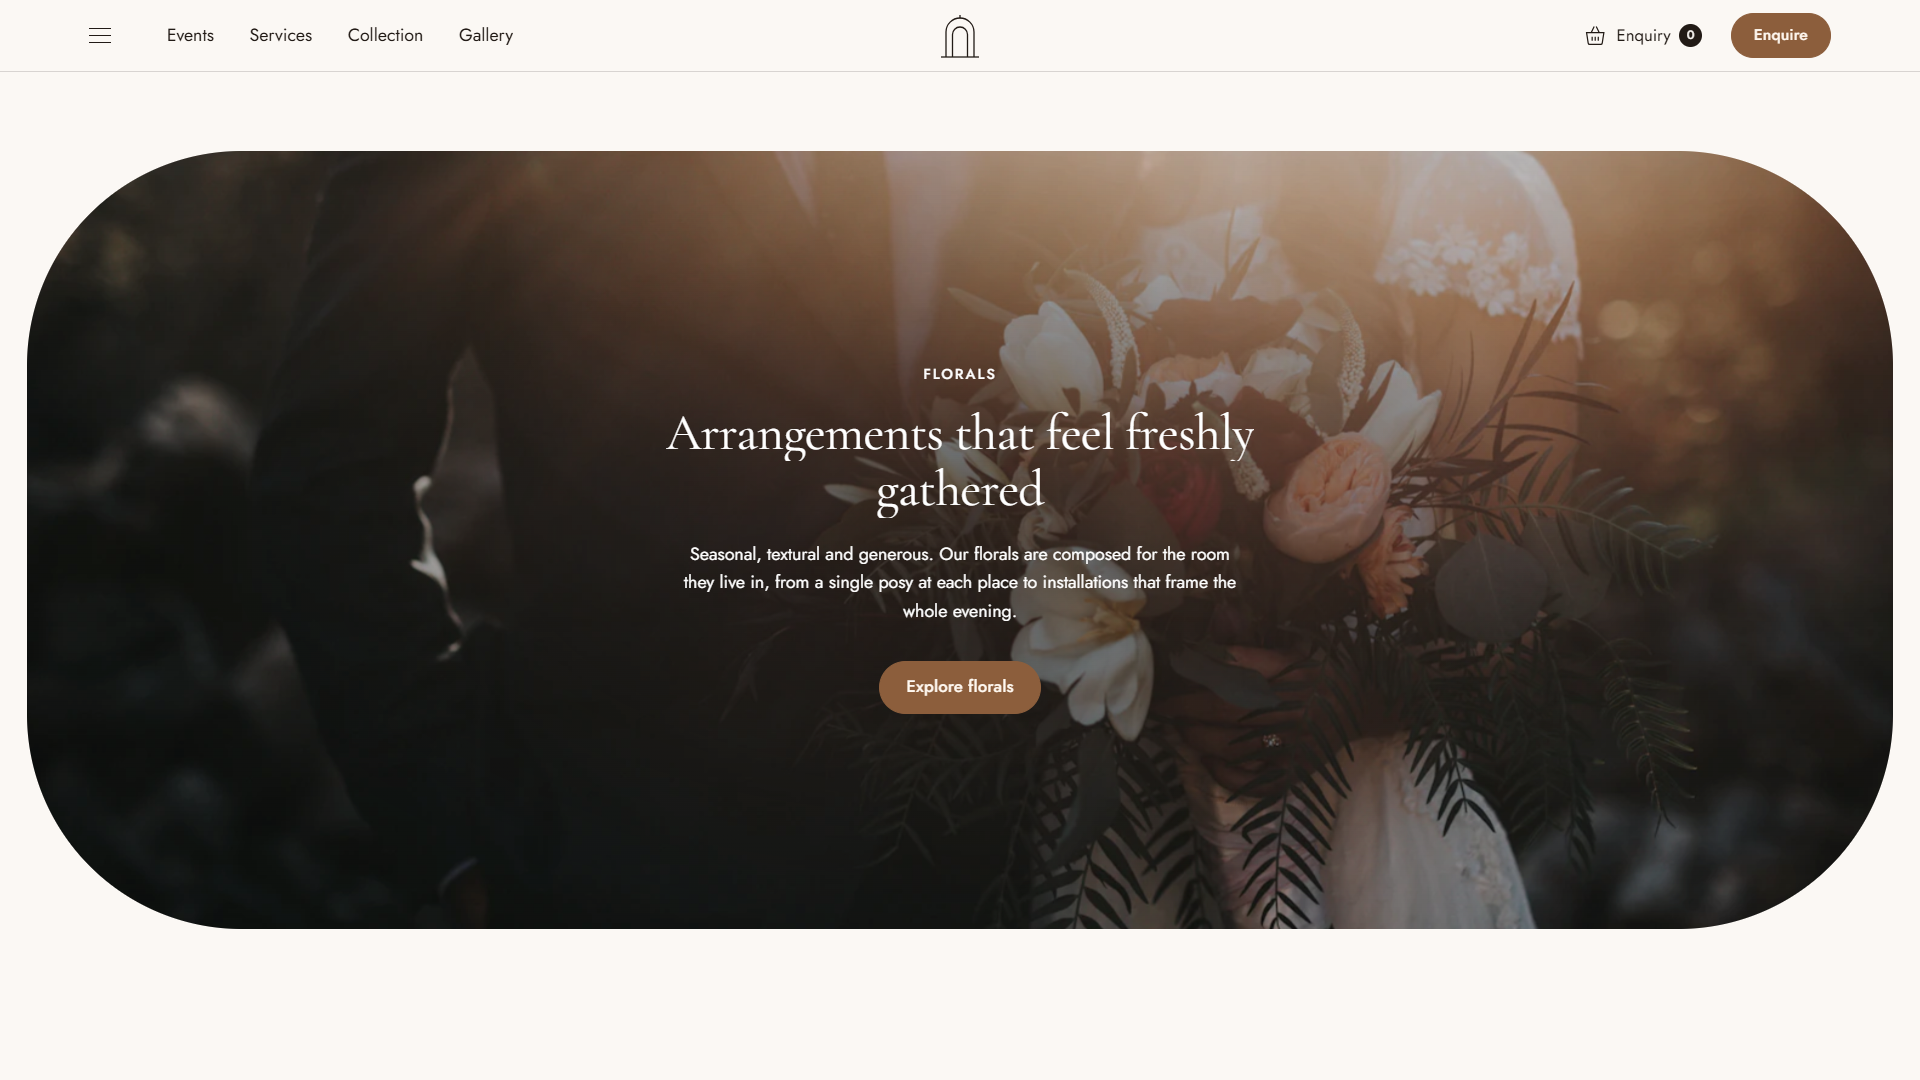 Events
Services
Collection
Gallery
Enquiry
0
Enquire
FLORALS
Arrangements that feel freshly
gathered
Seasonal, textural and generous. Our florals are composed for the room
they live in, from a single posy at each place to installations that frame the
whole evening.
Explore florals